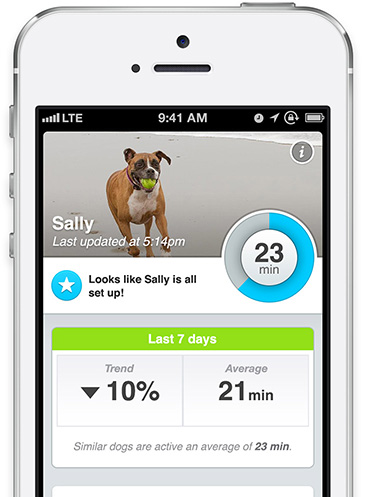 LTE 9:41 AM
Sally
Last updated at 5:14pm
23
min
Looks like Sally is all
set up!
Last 7 days
Trend Average
10% 21 min
Similar dogs are active an average of 23 min.